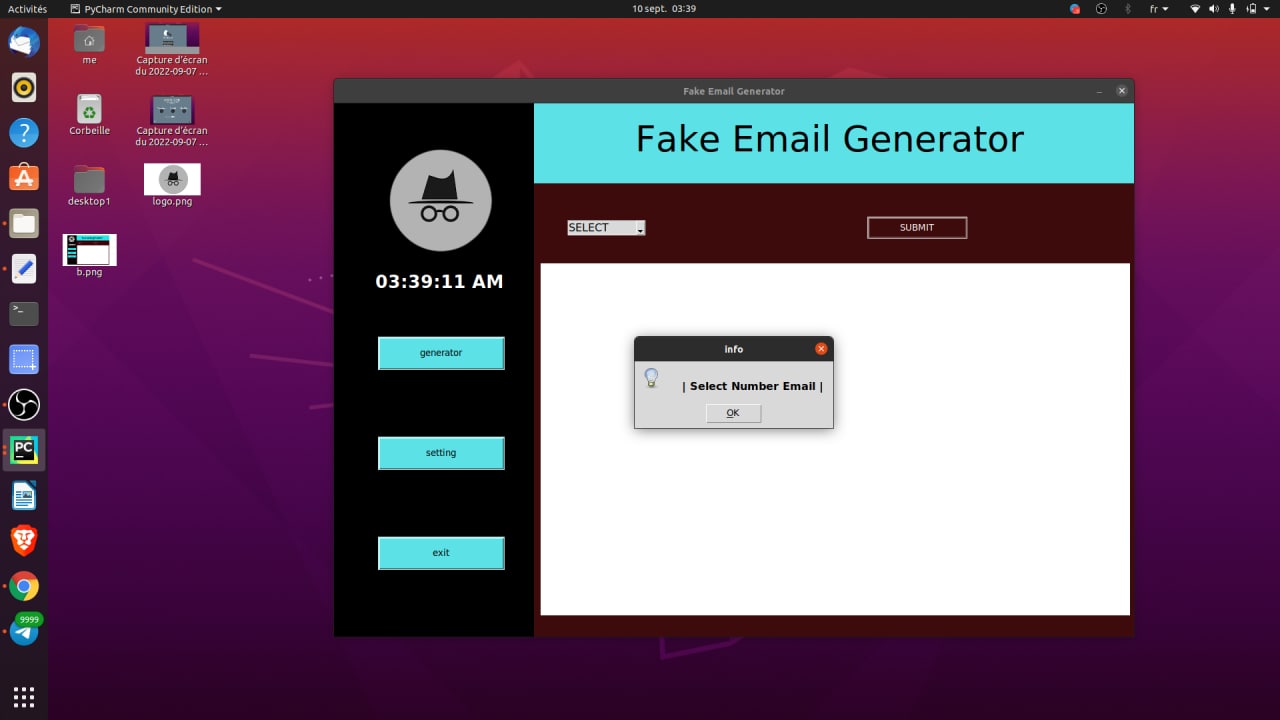 Activités
PyCharm Community Edition
10 sept. 03:39
fr
me
Capture d'écran
du 2022-09-07 ...
Corbeille
Capture d'écran
du 2022-09-07 ...
desktop1
logo.png
b.png
9999
Fake Email Generator
Fake Email Generator
SELECT
SUBMIT
03:39:11 AM
generator
setting
exit
info
| Select Number Email |
OK
>_
PC
?